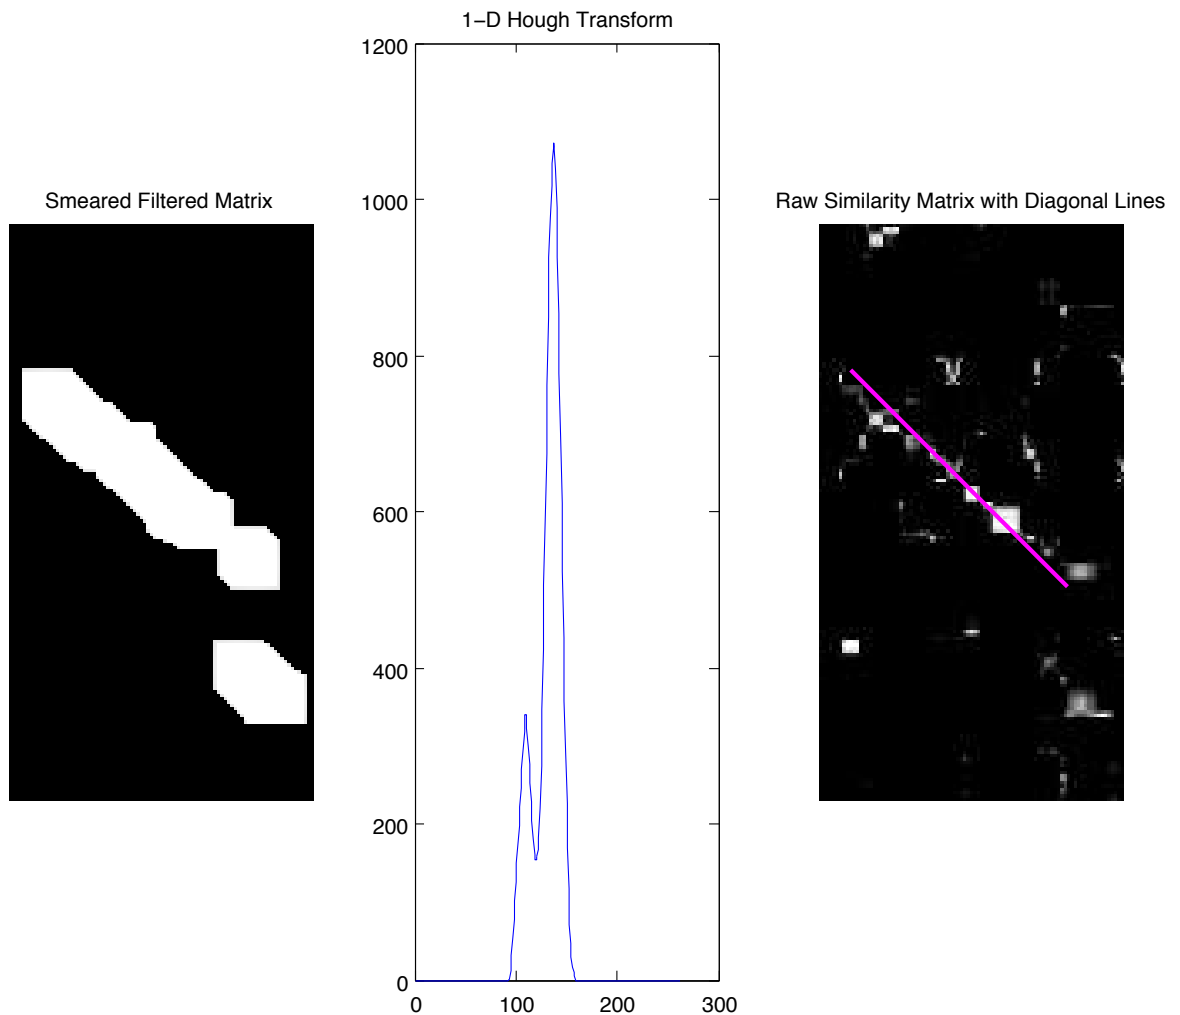 1−D Hough Transform
Smeared Filtered Matrix
Raw Similarity Matrix with Diagonal Lines
1200
1000
800
600
400
200
0
0 100 200 300